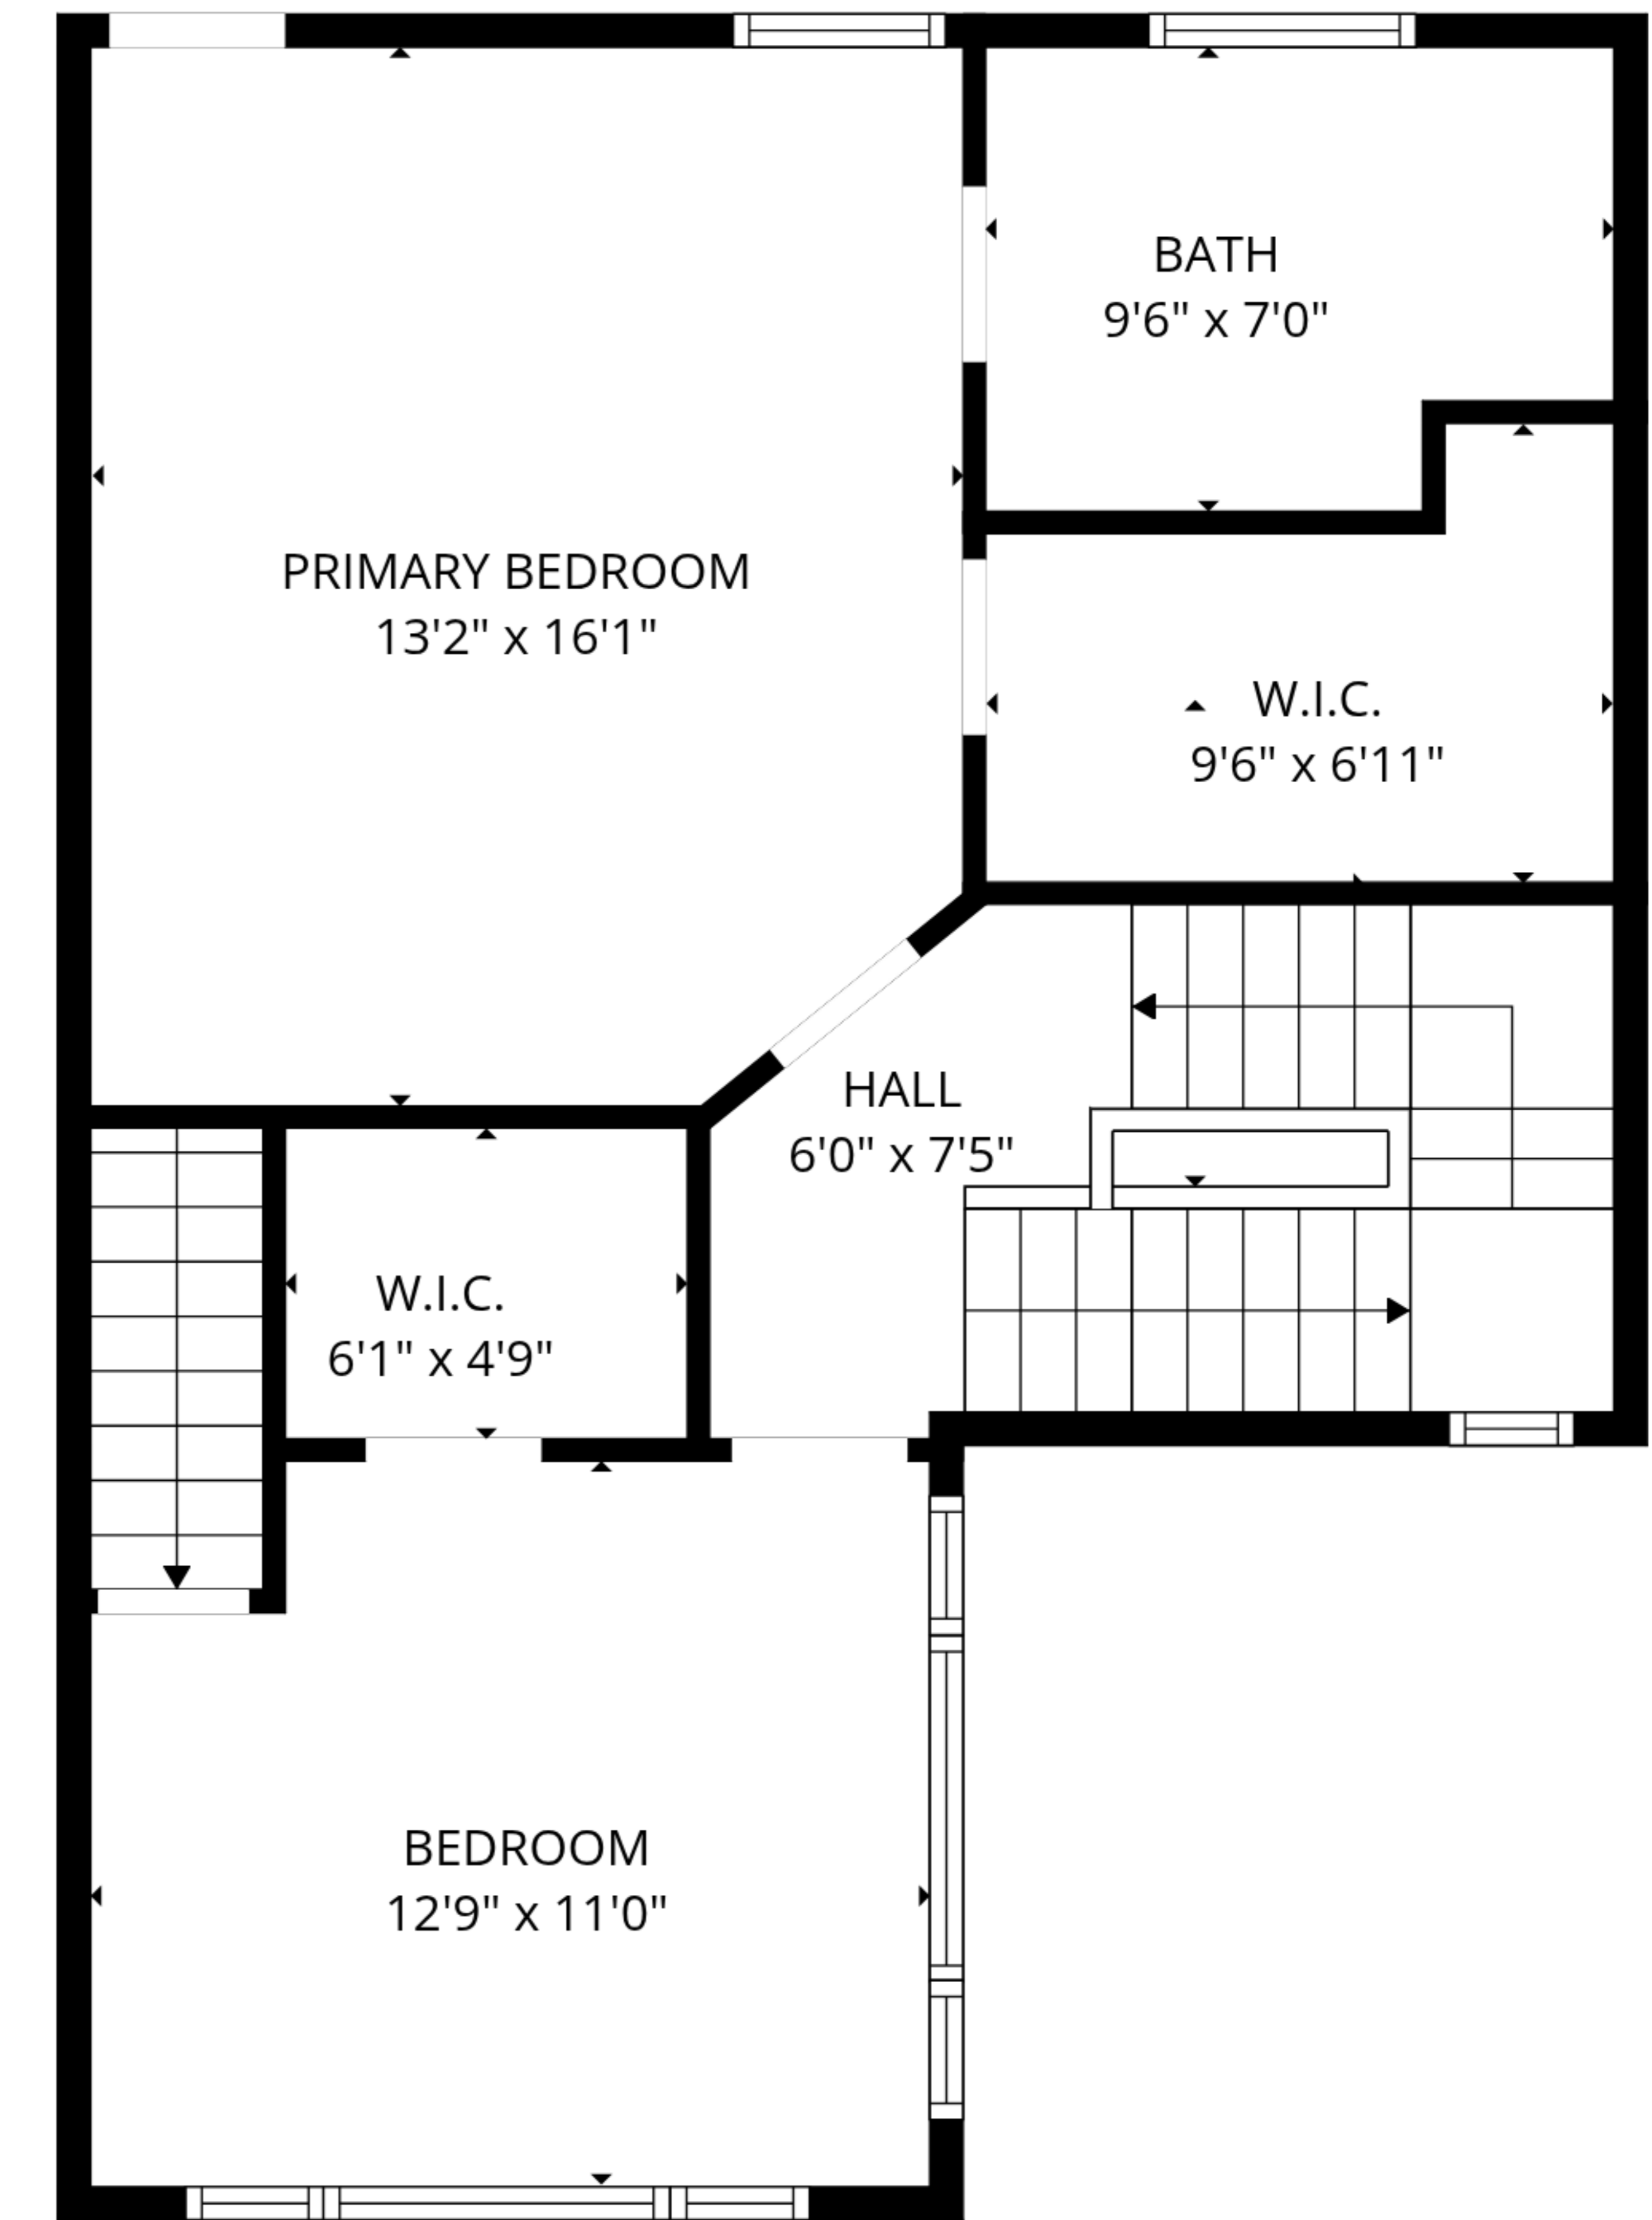 BATH
9'6" x 7'0"
PRIMARY BEDROOM
13'2" x 16'1"
W.I.C.
9'6" x 6'11"
HALL
6'0" x 7'5"
W.I.C.
6'1" x 4'9"
BEDROOM
12'9" x 11'0"